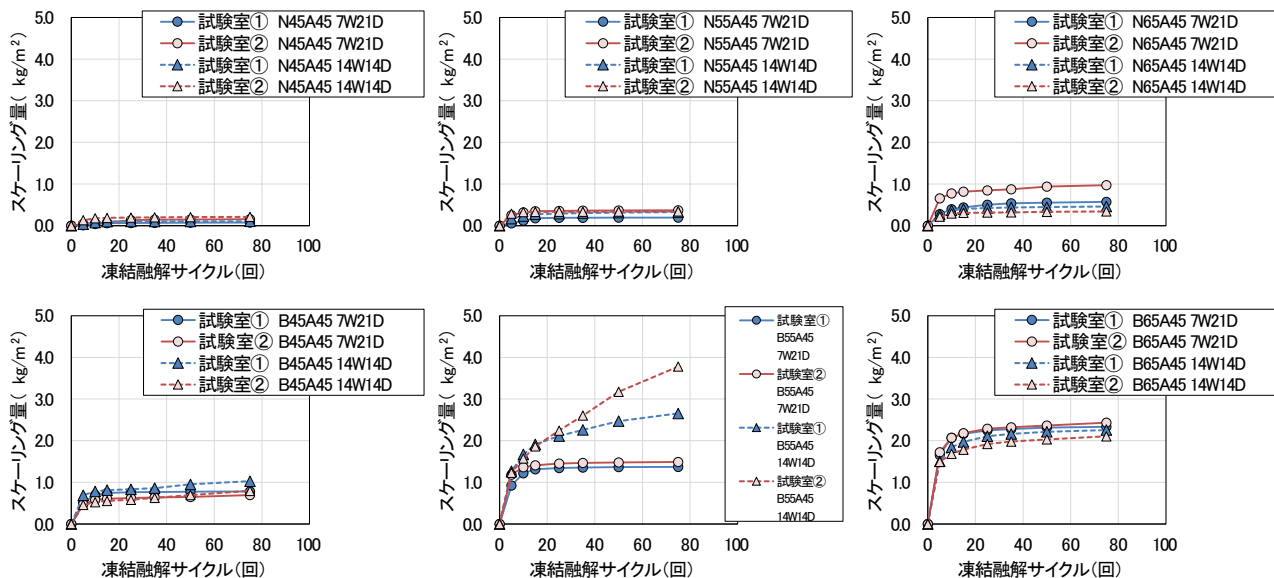 スケーリング量( kg/m²)
5.0
4.0
3.0
2.0
1.0
0.0
0
20
40
60
80
100
凍結融解サイクル(回)
試験室① N45A45 7W21D
試験室② N45A45 7W21D
試験室① N45A45 14W14D
試験室② N45A45 14W14D
スケーリング量( kg/m²)
5.0
4.0
3.0
2.0
1.0
0.0
0
20
40
60
80
100
凍結融解サイクル(回)
試験室① N55A45 7W21D
試験室② N55A45 7W21D
試験室① N55A45 14W14D
試験室② N55A45 14W14D
スケーリング量( kg/m²)
5.0
4.0
3.0
2.0
1.0
0.0
0
20
40
60
80
100
凍結融解サイクル(回)
試験室① N65A45 7W21D
試験室② N65A45 7W21D
試験室① N65A45 14W14D
試験室② N65A45 14W14D
スケーリング量( kg/m²)
5.0
4.0
3.0
2.0
1.0
0.0
0
20
40
60
80
100
凍結融解サイクル(回)
試験室① B45A45 7W21D
試験室② B45A45 7W21D
試験室① B45A45 14W14D
試験室② B45A45 14W14D
スケーリング量( kg/m²)
5.0
4.0
3.0
2.0
1.0
0.0
0
20
40
60
80
100
凍結融解サイクル(回)
試験室①
B55A45
7W21D
試験室②
B55A45
7W21D
試験室①
B55A45
14W14D
試験室②
B55A45
14W14D
スケーリング量( kg/m²)
5.0
4.0
3.0
2.0
1.0
0.0
0
20
40
60
80
100
凍結融解サイクル(回)
試験室① B65A45 7W21D
試験室② B65A45 7W21D
試験室① B65A45 14W14D
試験室② B65A45 14W14D